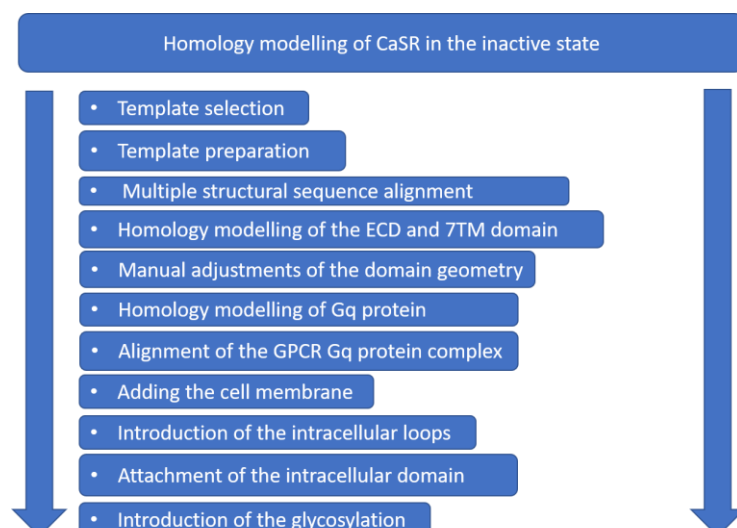 Homology modelling of CaSR in the inactive state
• Template selection
• Template preparation
• Multiple structural sequence alignment
• Homology modelling of the ECD and 7TM domain
• Manual adjustments of the domain geometry
• Homology modelling of Gq protein
• Alignment of the GPCR Gq protein complex
• Adding the cell membrane
• Introduction of the intracellular loops
• Attachment of the intracellular domain
• Introduction of the glycosylation